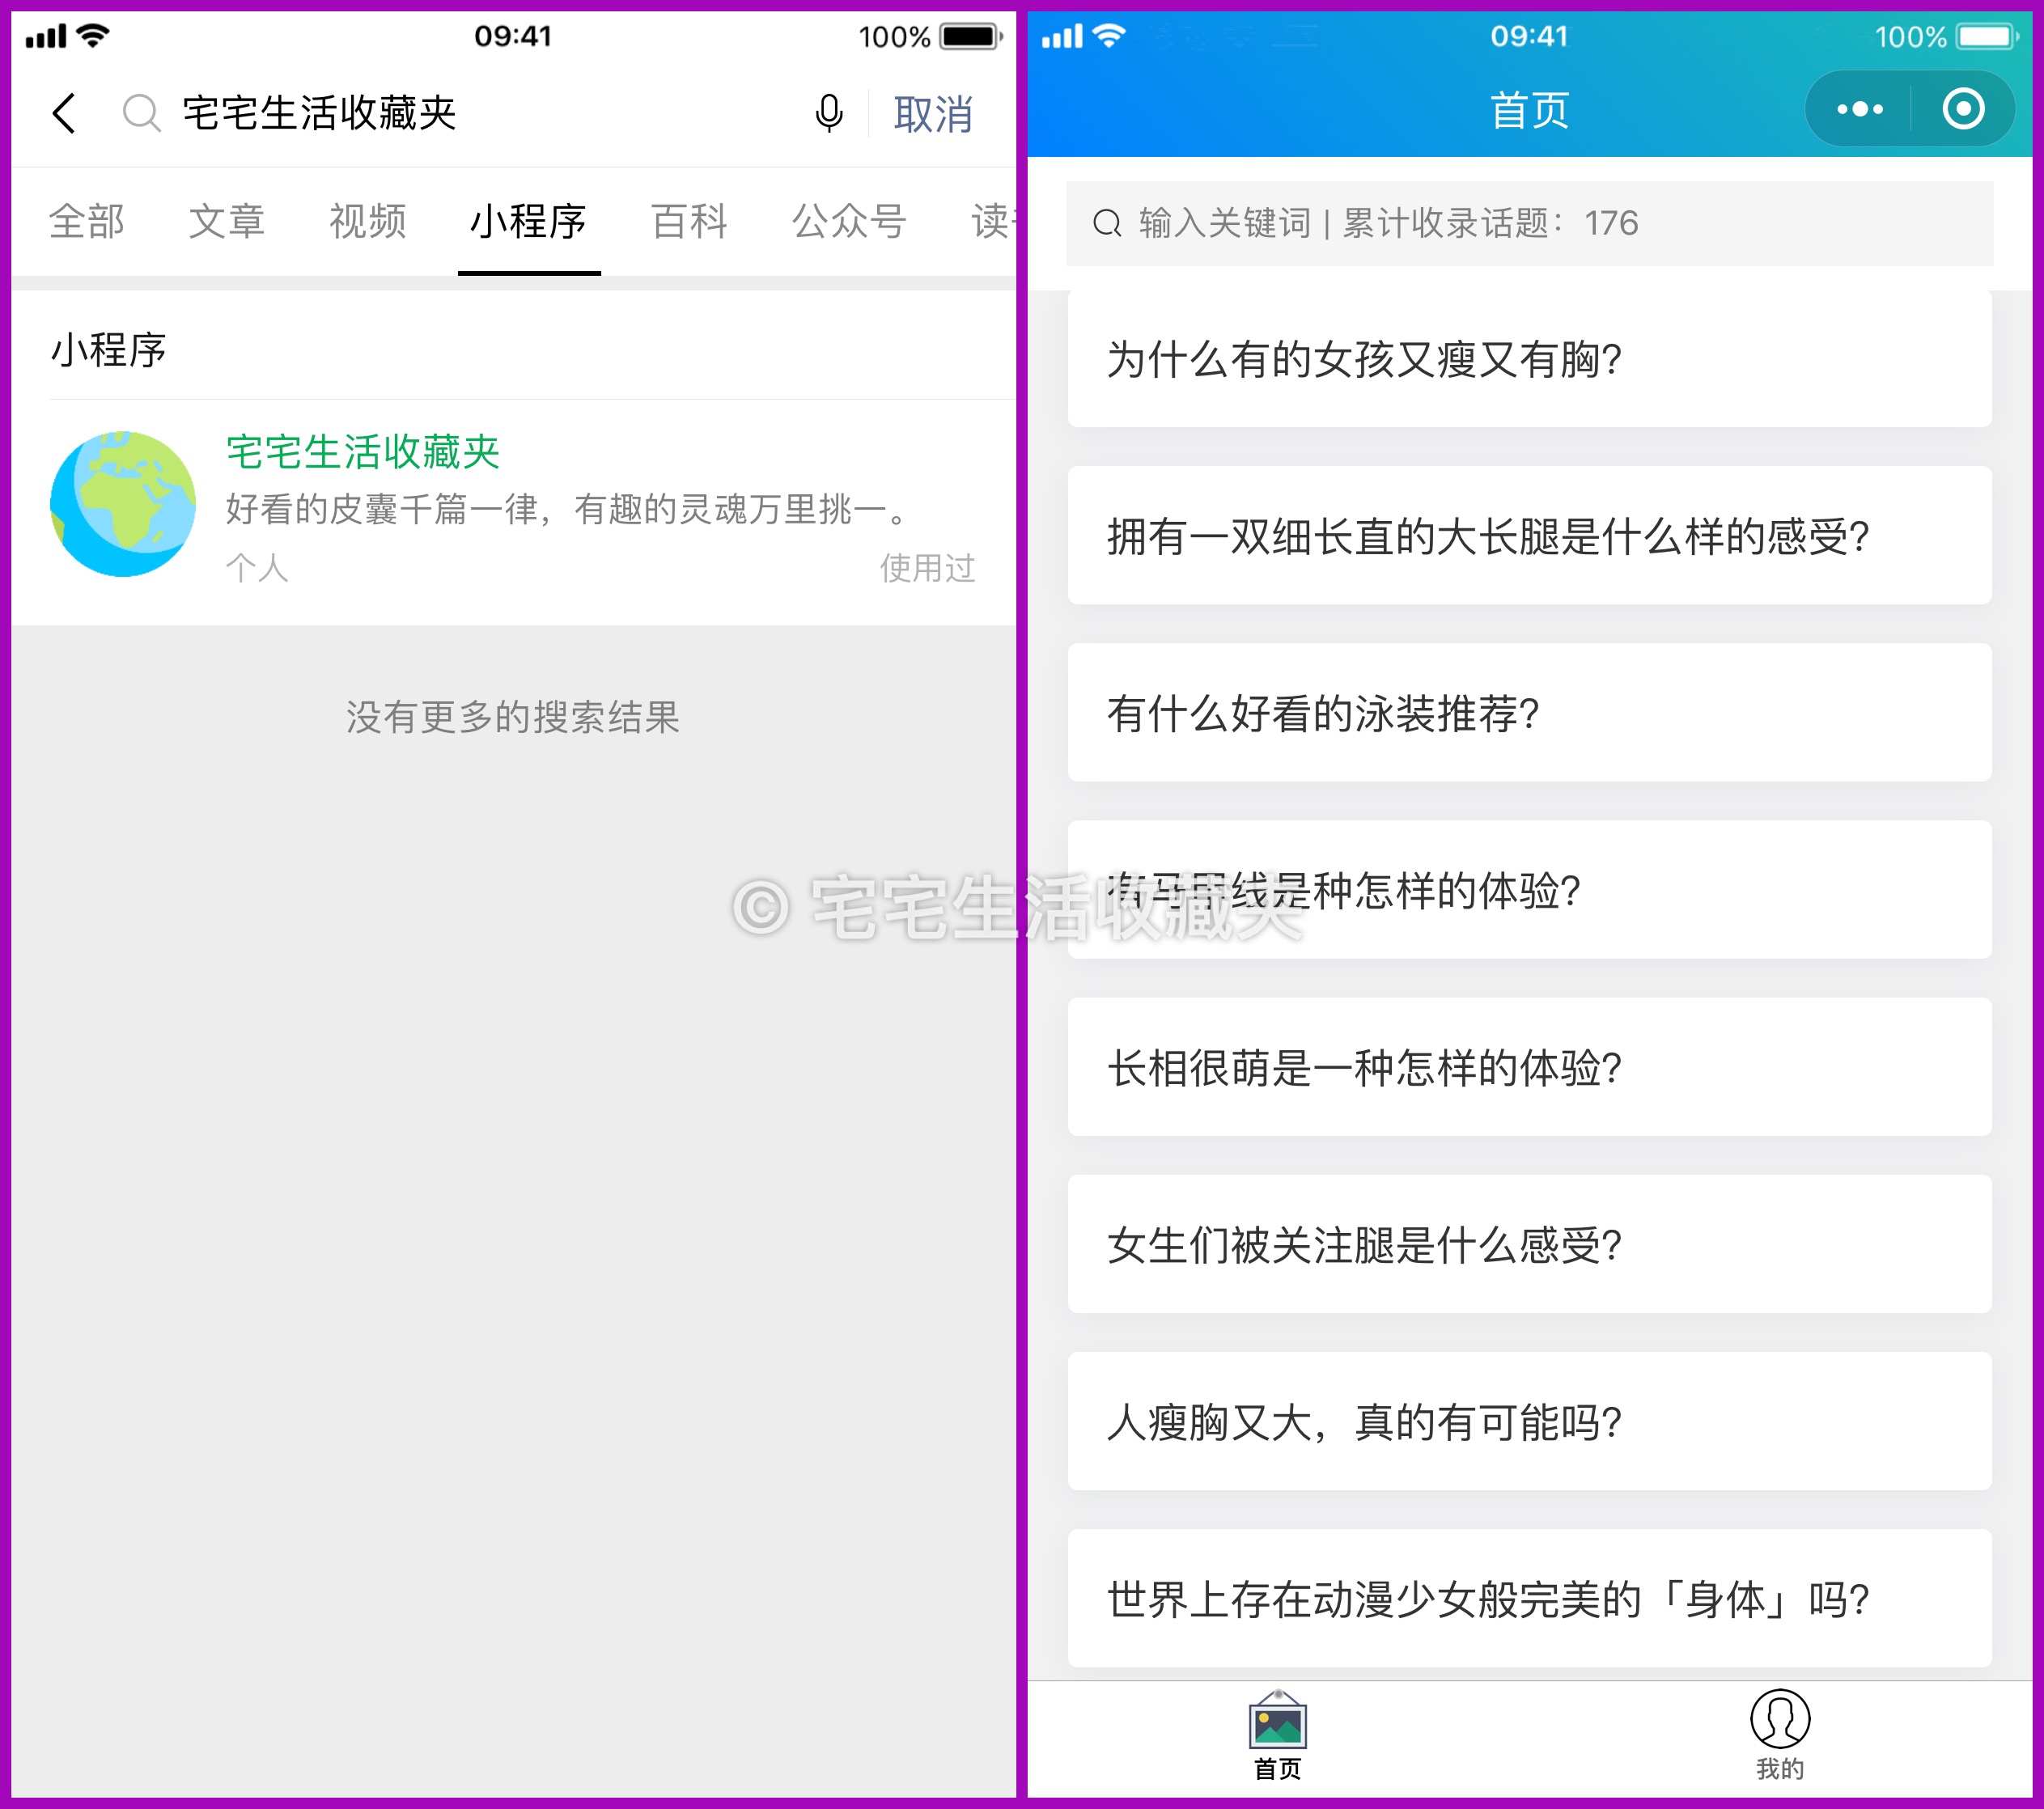 09:41
100%
宅宅生活收藏夹
取消
全部 文章 视频 小程序 百科 公众号
小程序
宅宅生活收藏夹
好看的皮囊千篇一律，有趣的灵魂万里挑一。
个人
使用过
没有更多的搜索结果
09:41
100%
首页
输入关键词 | 累计收录话题：176
为什么有的女孩又瘦又有胸?
拥有一双细长直的大长腿是什么样的感受?
有什么好看的泳装推荐?
有马甲线是种怎样的体验?
长相很萌是一种怎样的体验?
女生们被关注腿是什么感受?
人瘦胸又大，真的有可能吗?
世界上存在动漫少女般完美的「身体」吗?
首页
我的
© 宅宅生活收藏夹